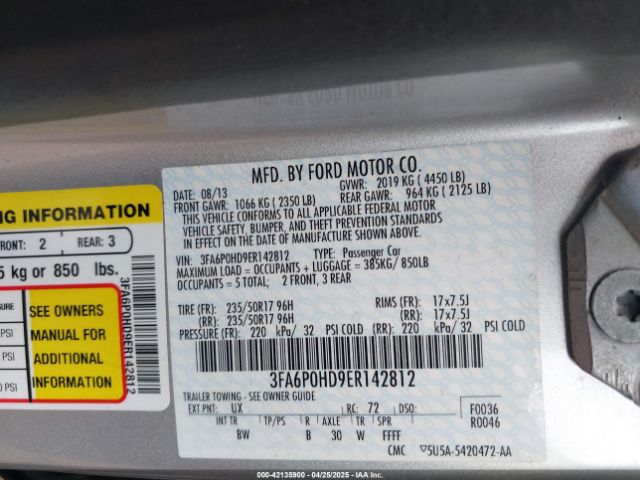 MFD. BY FORD MOTOR CO.
DATE: 08/13
GVWR: 2019 KG ( 4450 LB)
FRONT GAWR: 1066 KG ( 2350 LB)
REAR GAWR: 964 KG ( 2125 LB)
THIS VEHICLE CONFORMS TO ALL APPLICABLE FEDERAL MOTOR
VEHICLE SAFETY, BUMPER, AND THEFT PREVENTION STANDARDS
IN EFFECT ON THE DATE OF MANUFACTURE SHOWN ABOVE.
VIN: 3FA6P0HD9ER142812 TYPE: Passenger Car
MAXIMUM LOAD = OCCUPANTS + LUGGAGE = 385KG/ 850LB
OCCUPANTS = 5 TOTAL; 2 FRONT, 3 REAR
TIRE (FR): 235/50R17 96H RIMS (FR): 17x7.5J
(RR): 235/50R17 96H (RR): 17x7.5J
PRESSURE (FR): 220 kPa/ 32 PSI COLD (RR): 220 kPa/ 32 PSI COLD
3FA6P0HD9ER142812
TRAILER TOWING - SEE OWNER GUIDE
EXT PNT: UX RC: 72 DSO: F0036
R0046
INT TR TP/PS R AXLE TR SPR
BW B 30 W FFFF
CMC 5U5A-5420472-AA
NG INFORMATION
FRONT: 2 REAR: 3
5 kg or 850 lbs.
SURE
PSI
PSI
0 PSI
SEE OWNERS
MANUAL FOR
ADDITIONAL
INFORMATION
3FA6P0HD9ER142812
04-42135900 - 04/25/2025 - IAAI.COM